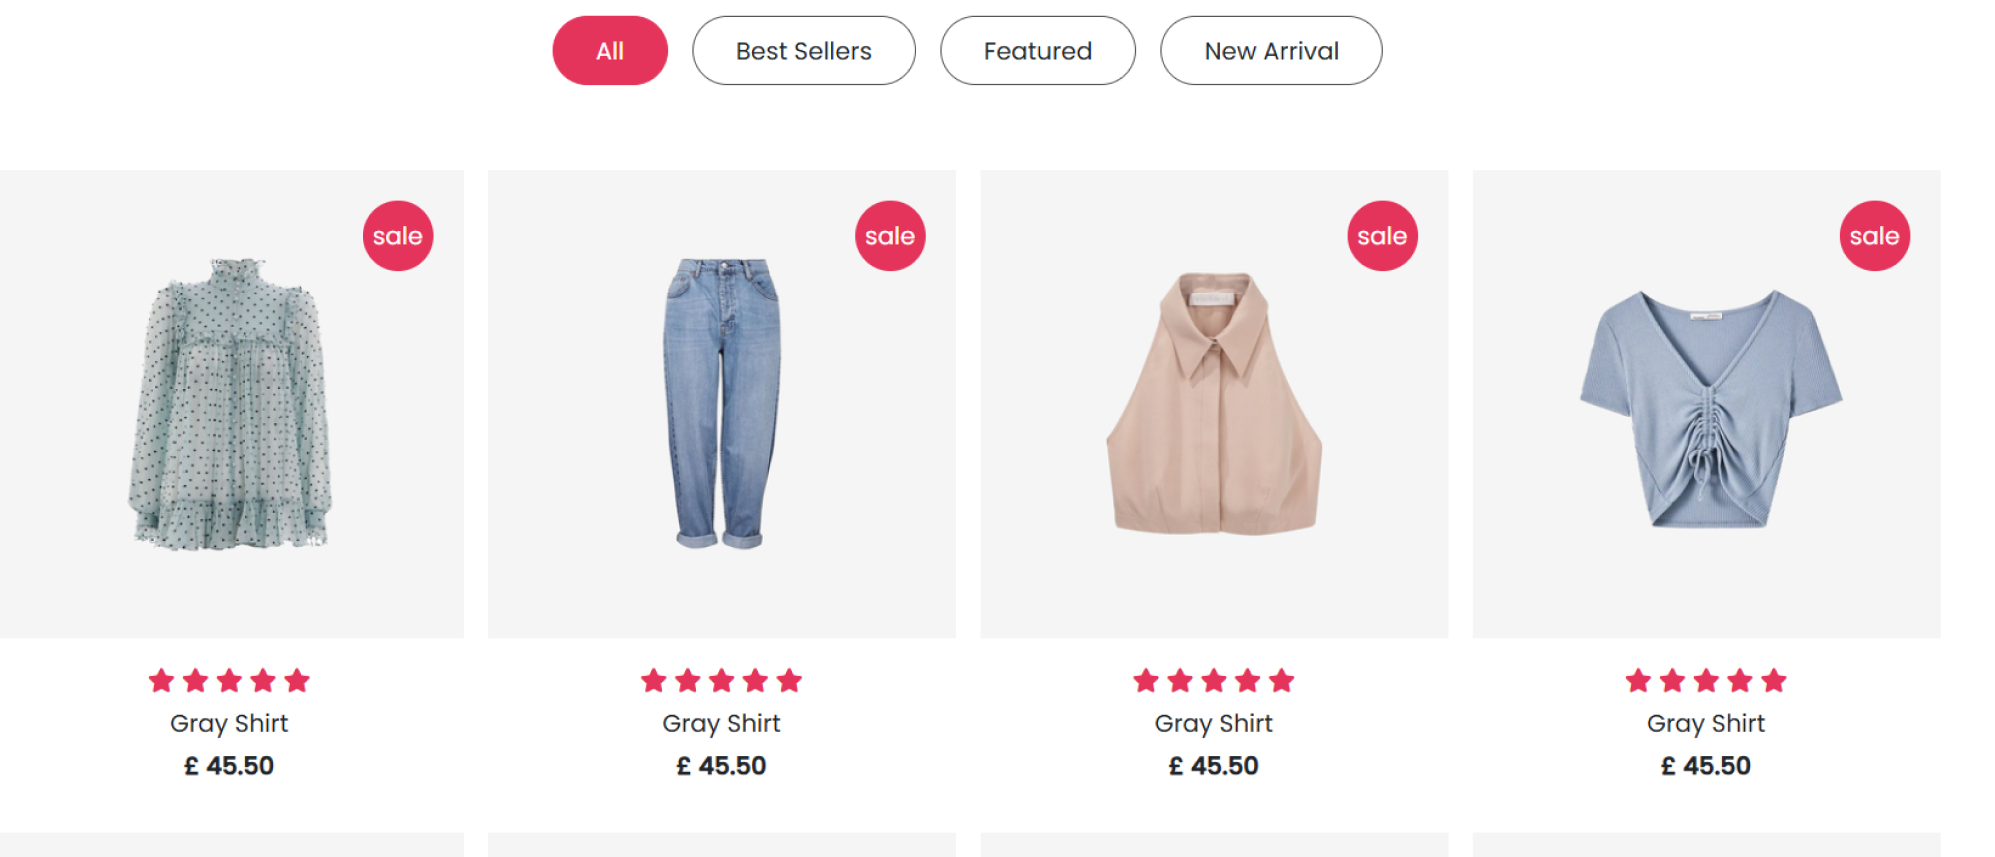 All
Best Sellers
Featured
New Arrival
sale
sale
sale
sale
Gray Shirt
Gray Shirt
Gray Shirt
Gray Shirt
£ 45.50
£ 45.50
£ 45.50
£ 45.50